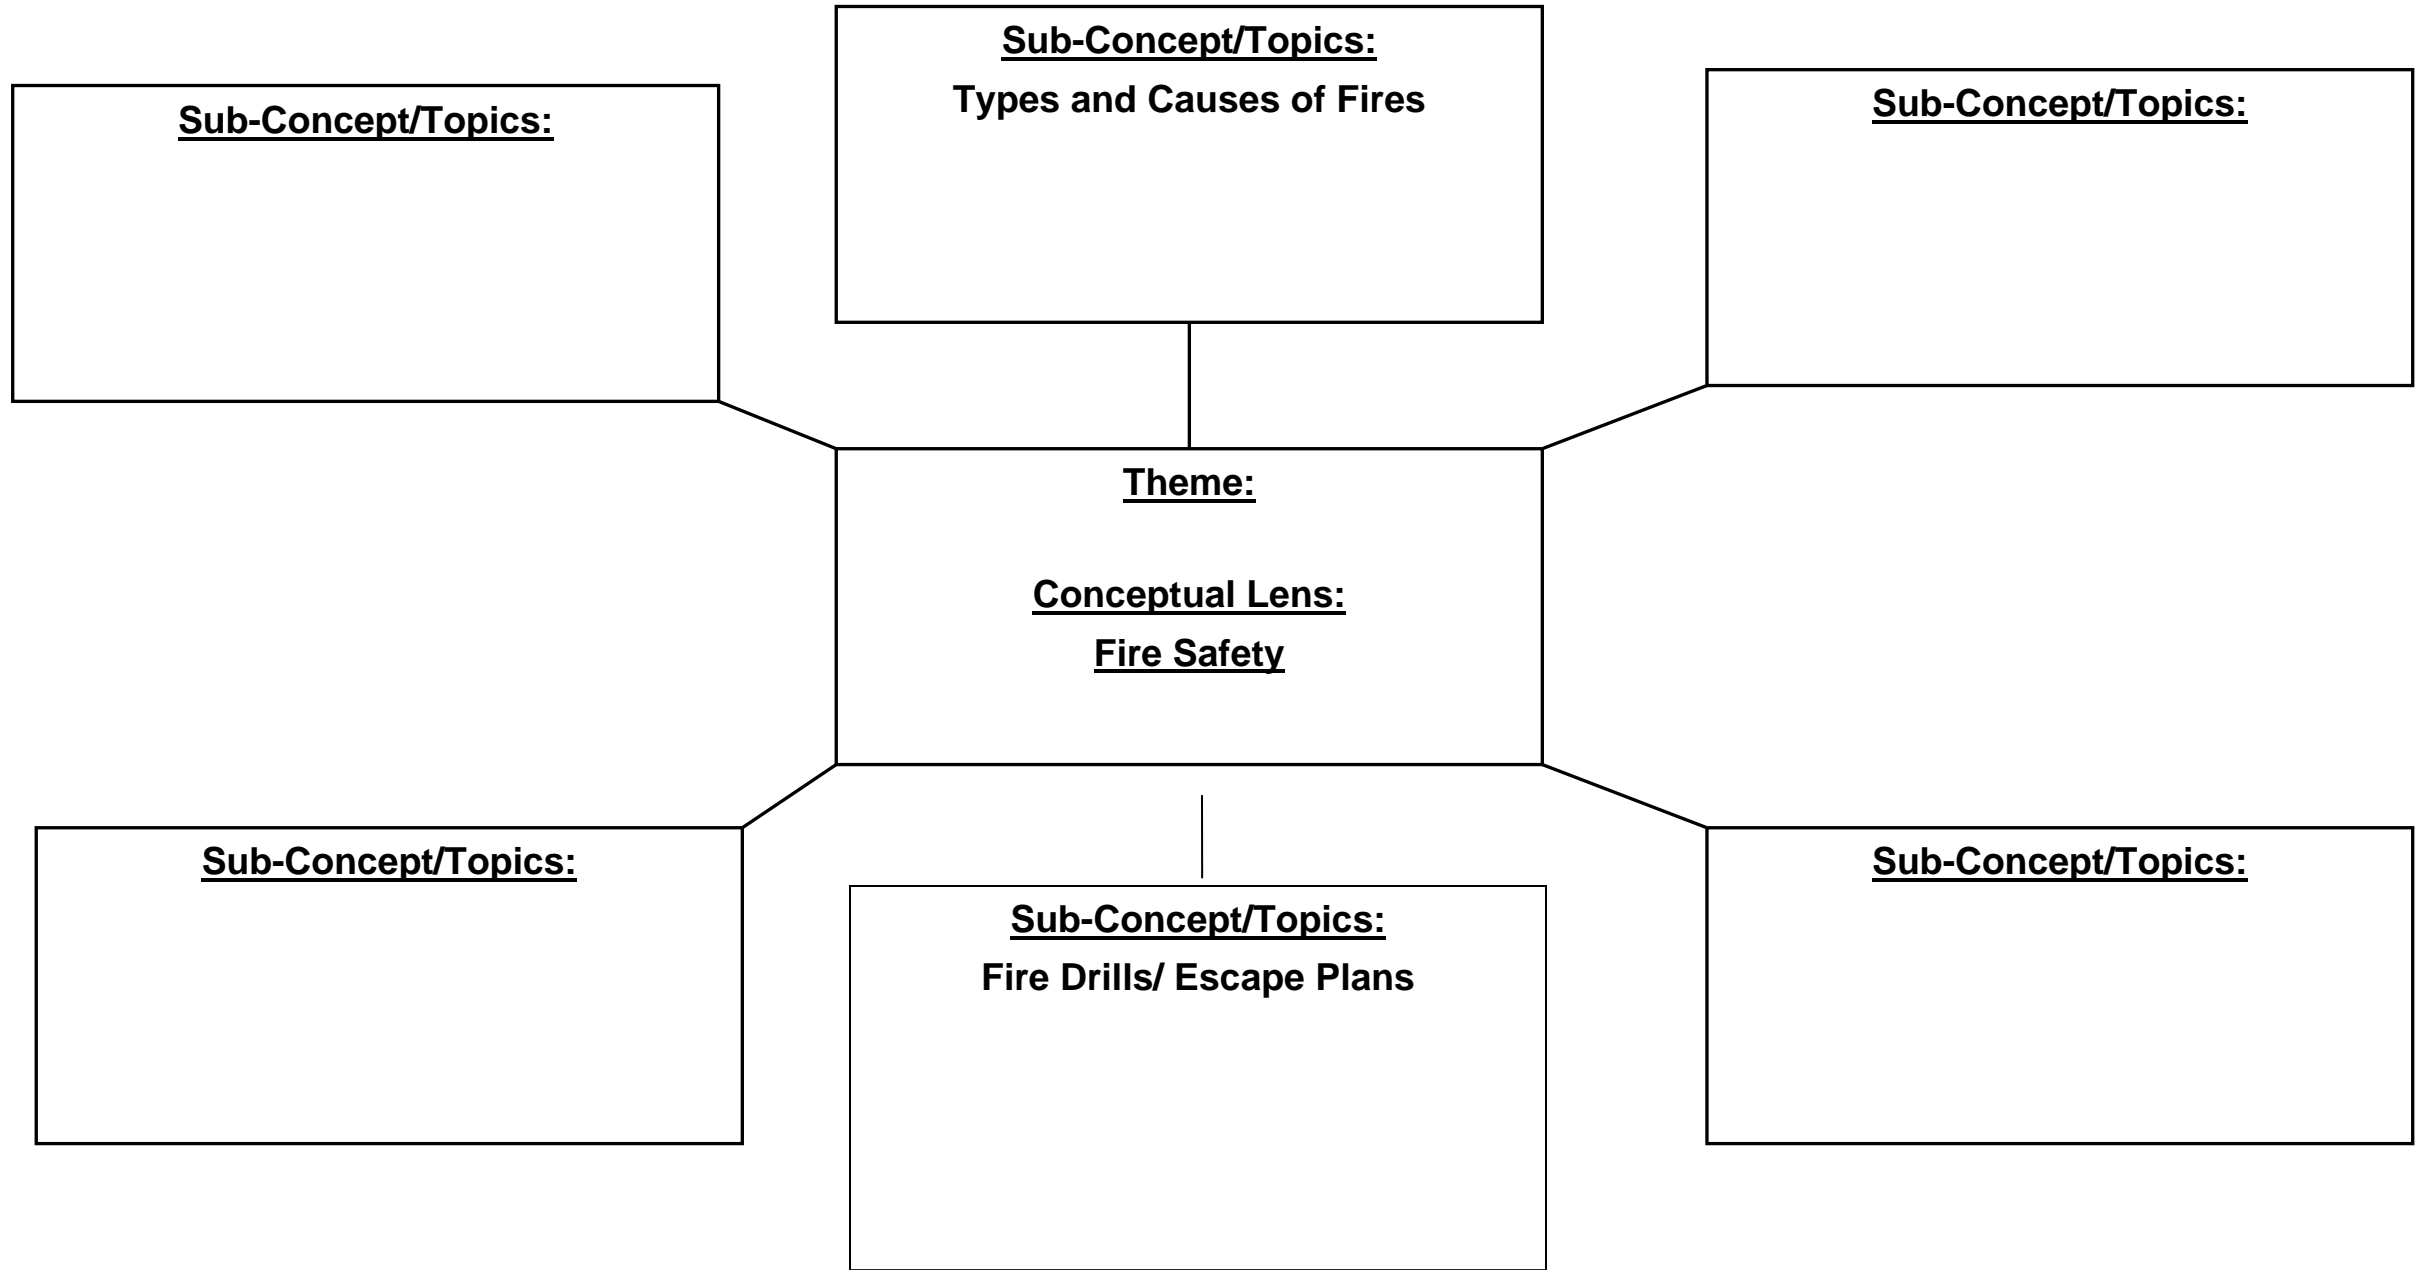 Sub-Concept/Topics:
Types and Causes of Fires
Sub-Concept/Topics:
Sub-Concept/Topics:
Theme:
Conceptual Lens:
Fire Safety
Sub-Concept/Topics:
Sub-Concept/Topics:
Fire Drills/ Escape Plans
Sub-Concept/Topics: